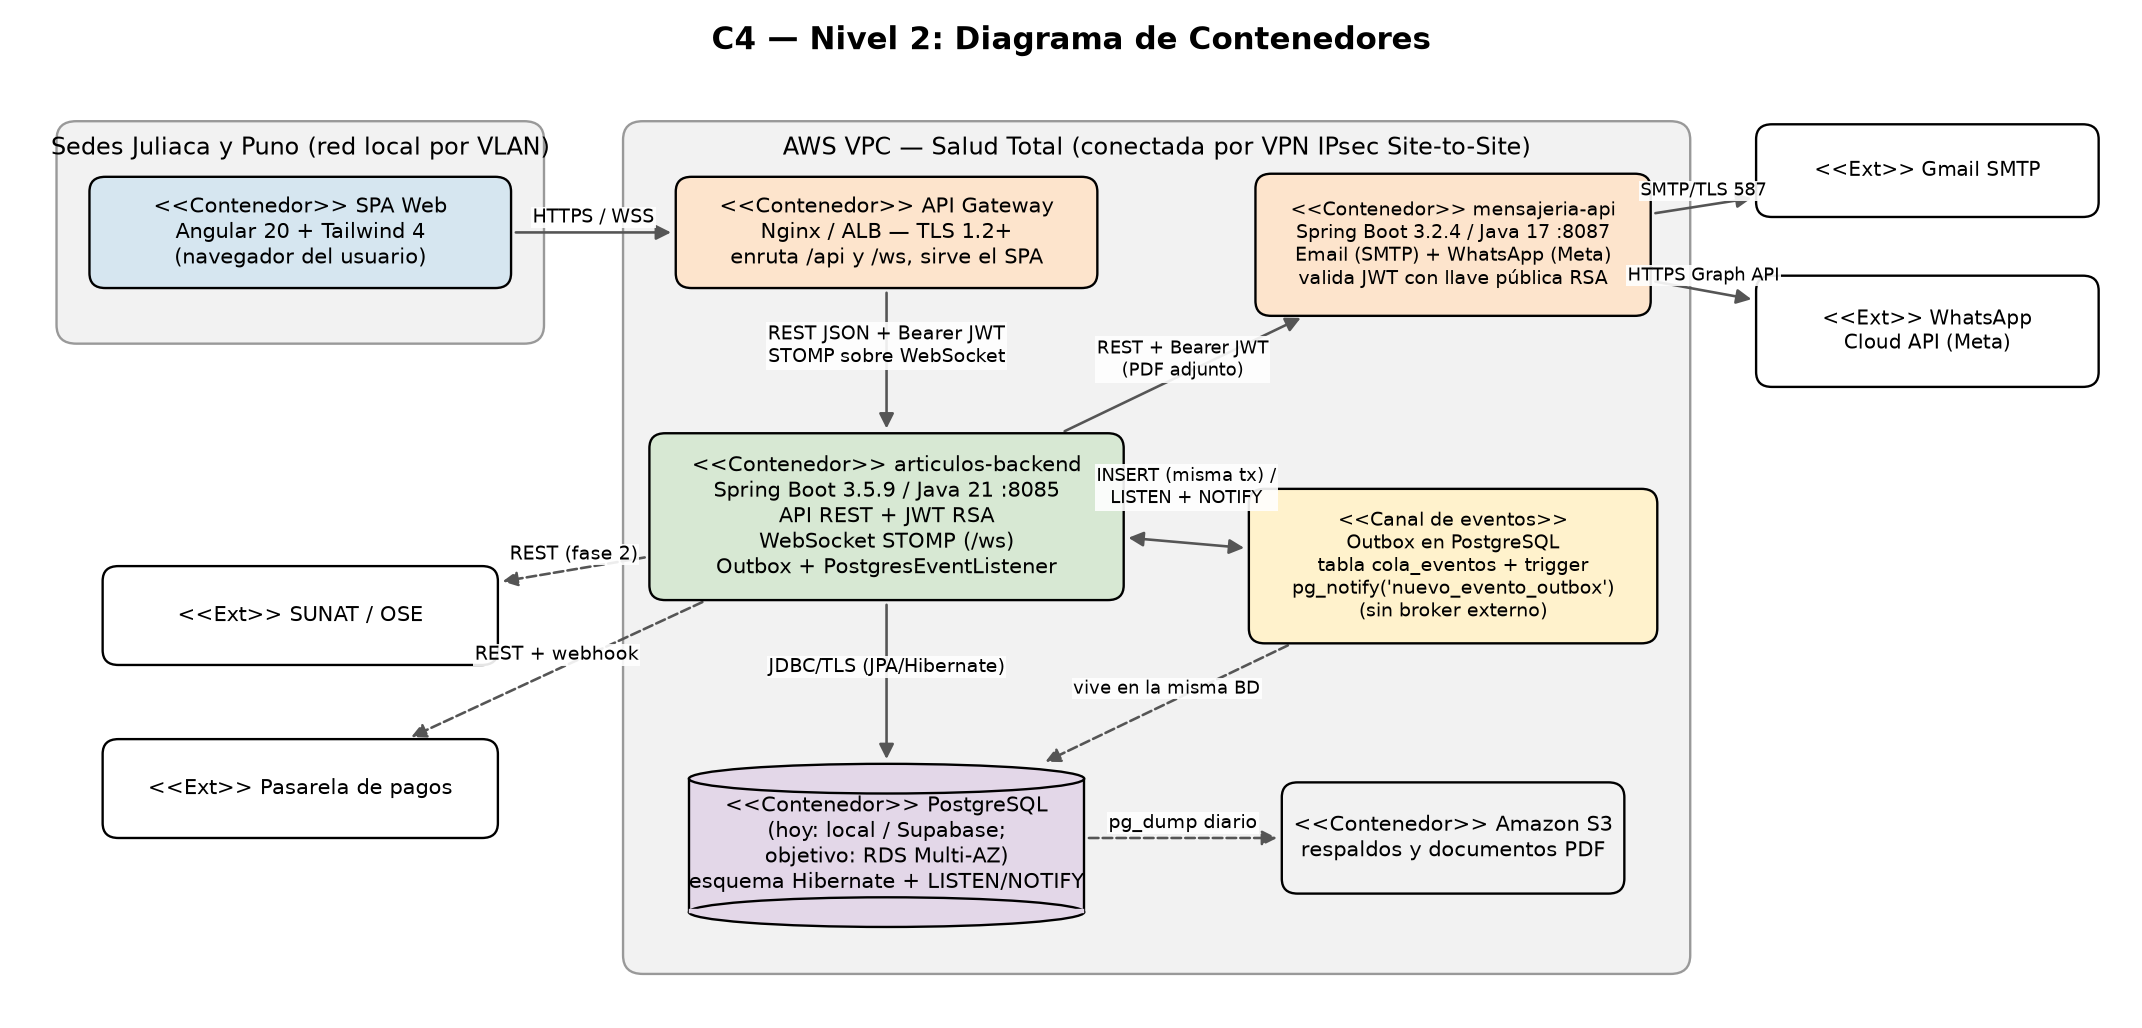 C4 — Nivel 2: Diagrama de Contenedores
Sedes Juliaca y Puno (red local por VLAN)
<<Contenedor>> SPA Web
Angular 20 + Tailwind 4
(navegador del usuario)
HTTPS / WSS
AWS VPC — Salud Total (conectada por VPN IPsec Site-to-Site)
<<Contenedor>> API Gateway
Nginx / ALB — TLS 1.2+
enruta /api y /ws, sirve el SPA
<<Contenedor>> mensajeria-api
Spring Boot 3.2.4 / Java 17 :8087
Email (SMTP) + WhatsApp (Meta)
valida JWT con llave pública RSA
SMTP/TLS 587
<<Ext>> Gmail SMTP
HTTPS Graph API
<<Ext>> WhatsApp
Cloud API (Meta)
REST JSON + Bearer JWT
STOMP sobre WebSocket
REST + Bearer JWT
(PDF adjunto)
<<Contenedor>> articulos-backend
Spring Boot 3.5.9 / Java 21 :8085
API REST + JWT RSA
WebSocket STOMP (/ws)
Outbox + PostgresEventListener
INSERT (misma tx) /
LISTEN + NOTIFY
<<Canal de eventos>>
Outbox en PostgreSQL
tabla cola_eventos + trigger
pg_notify('nuevo_evento_outbox')
(sin broker externo)
REST (fase 2)
<<Ext>> SUNAT / OSE
REST + webhook
<<Ext>> Pasarela de pagos
JDBC/TLS (JPA/Hibernate)
vive en la misma BD
<<Contenedor>> PostgreSQL
(hoy: local / Supabase;
objetivo: RDS Multi-AZ)
esquema Hibernate + LISTEN/NOTIFY
pg_dump diario
<<Contenedor>> Amazon S3
respaldos y documentos PDF